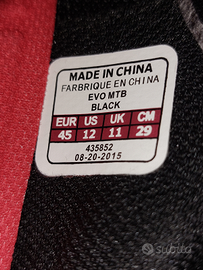 MADE IN CHINA
FARBRIQUE EN CHINA
EVO MTB
BLACK
EUR US UK CM
45 12 11 29
435852
08-20-2015
subito